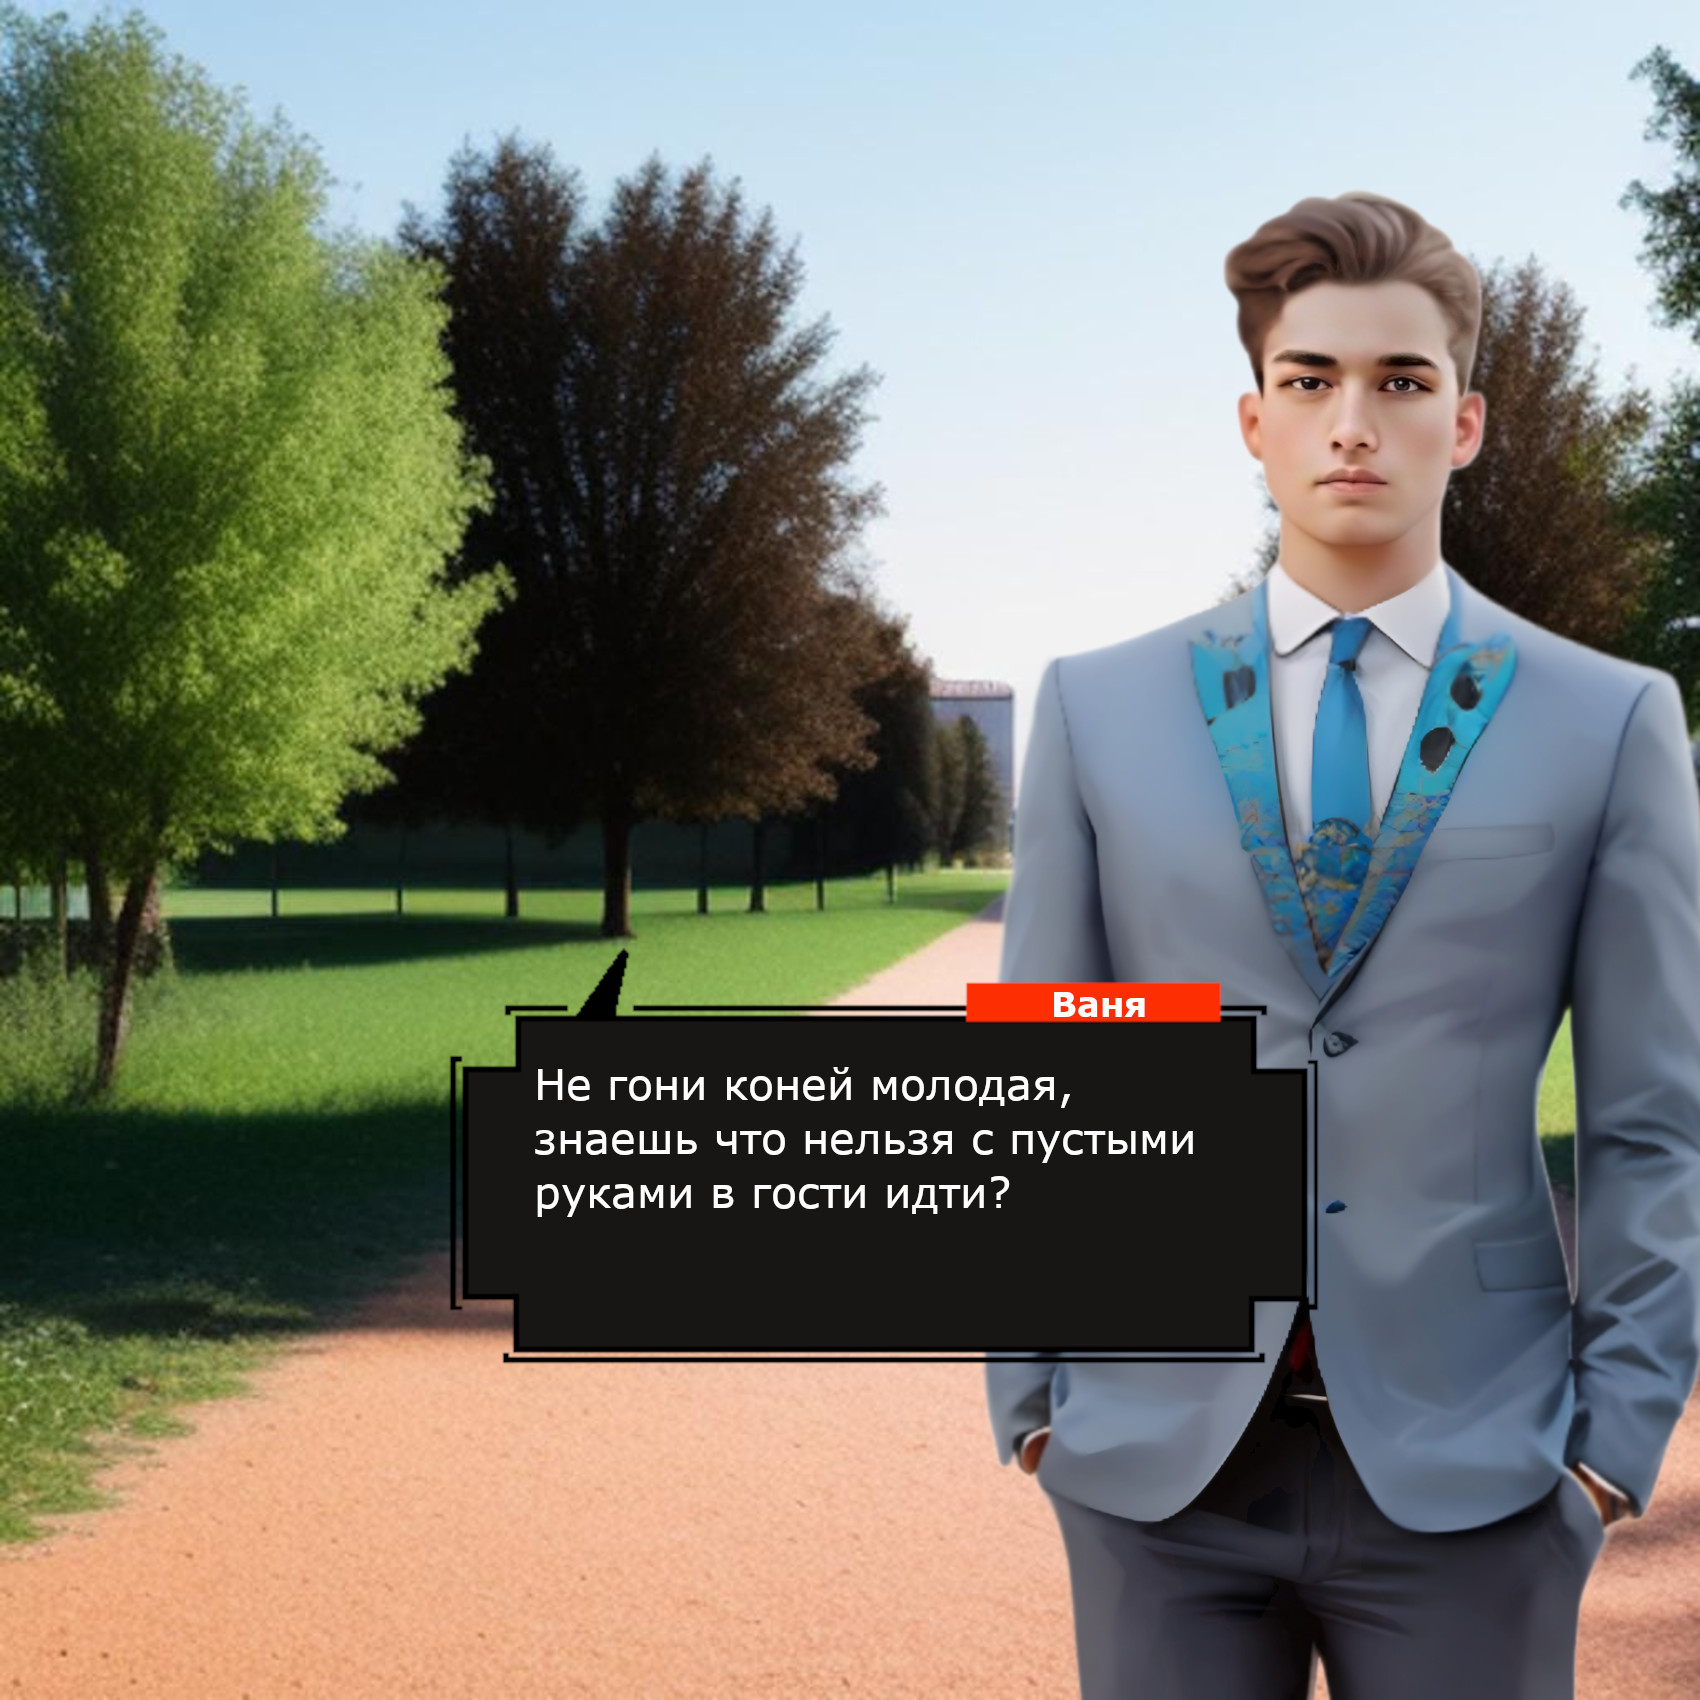 Ваня
Не гони коней молодая,
знаешь что нельзя с пустыми
руками в гости идти?